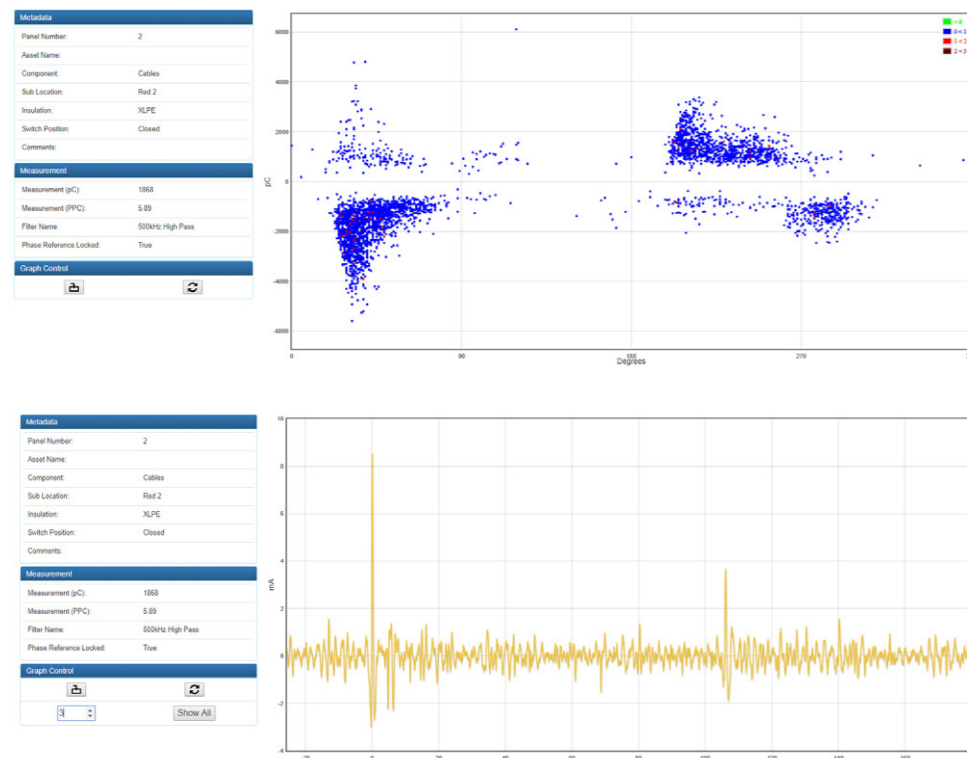 Metadata
Panel Number: 2
Asset Name:
Component: Cables
Sub Location: Red 2
Insulation: XLPE
Switch Position: Closed
Comments:
Measurement
Measurement (pC): 1868
Measurement (PPC): 5.89
Filter Name: 500kHz High Pass
Phase Reference Locked: True
Graph Control
6000
4000
2000
0
-2000
-4000
-6000
pC
0 90 180 270
Degrees
Metadata
Panel Number: 2
Asset Name:
Component: Cables
Sub Location: Red 2
Insulation: XLPE
Switch Position: Closed
Comments:
Measurement
Measurement (pC): 1868
Measurement (PPC): 5.89
Filter Name: 500kHz High Pass
Phase Reference Locked: True
Graph Control
3 Show All
10
8
6
4
2
0
-2
-4
mA